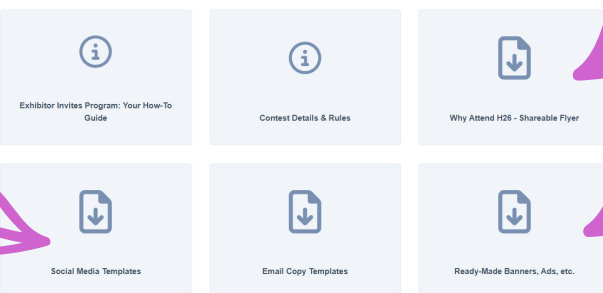 Exhibitor Invites Program: Your How-To
Guide
Contest Details & Rules
Why Attend H26 - Shareable Flyer
Social Media Templates
Email Copy Templates
Ready-Made Banners, Ads, etc.